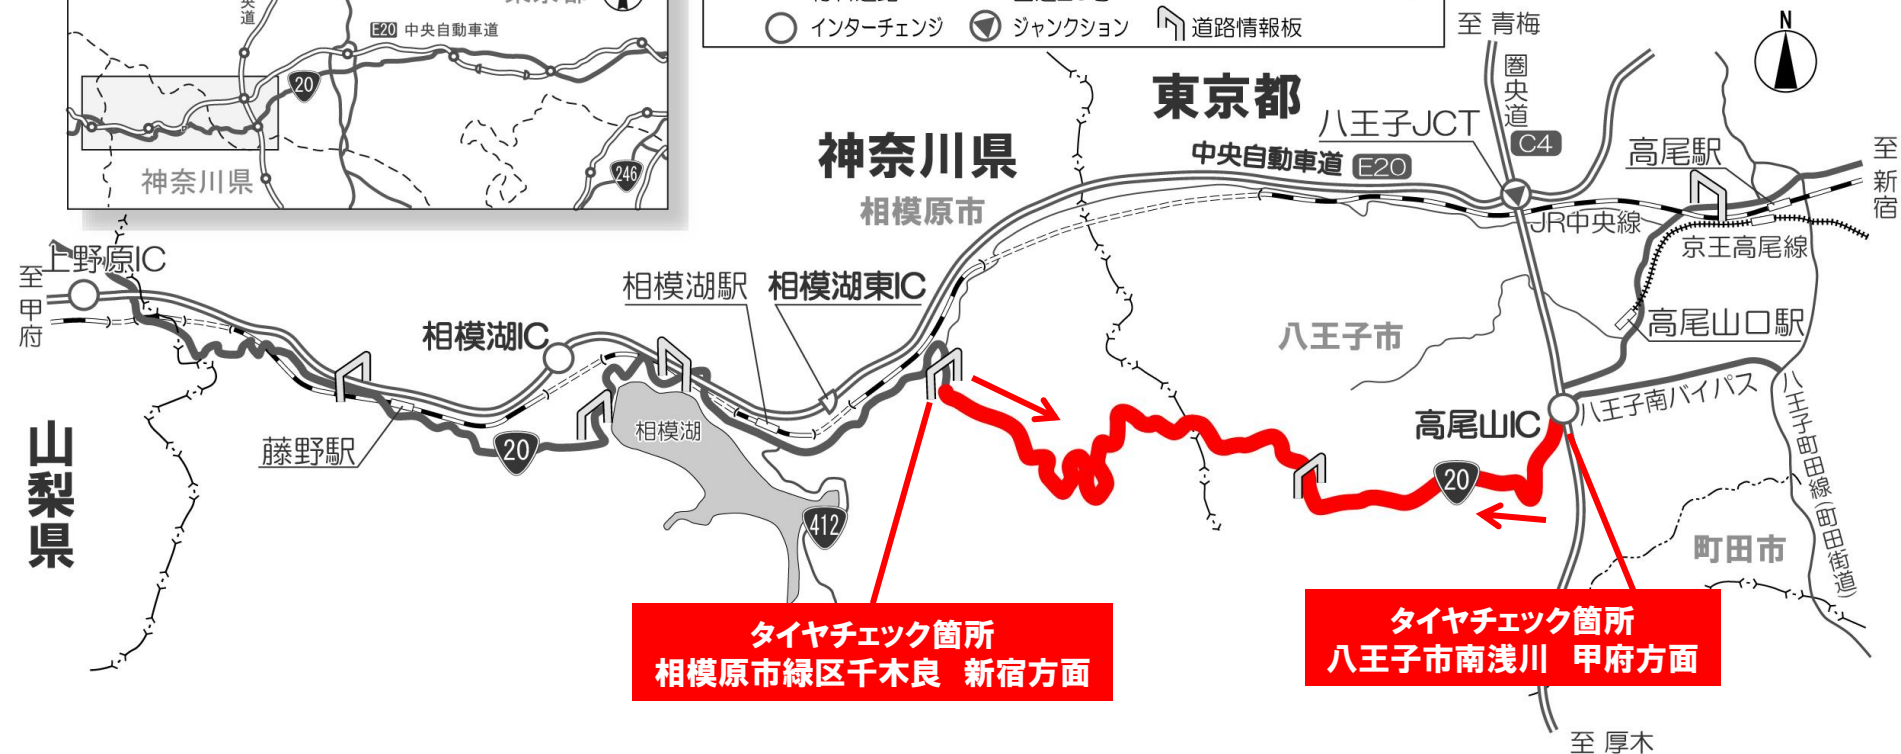 E20 中央自動車道
20
神奈川県
246
インターチェンジ
ジャンクション
道路情報板
至 青梅
N
圏央道
C4
東京都
八王子JCT
神奈川県
中央自動車道 E20
高尾駅
至 新宿
相模原市
JR中央線
京王高尾線
上野原IC
至 甲府
相模湖駅
相模湖東IC
相模湖IC
八王子市
高尾山口駅
八王子南バイパス
高尾山IC
八王子町田線(町田街道)
山梨県
藤野駅
20
相模湖
412
20
町田市
タイヤチェック箇所
相模原市緑区千木良 新宿方面
タイヤチェック箇所
八王子市南浅川 甲府方面
至 厚木